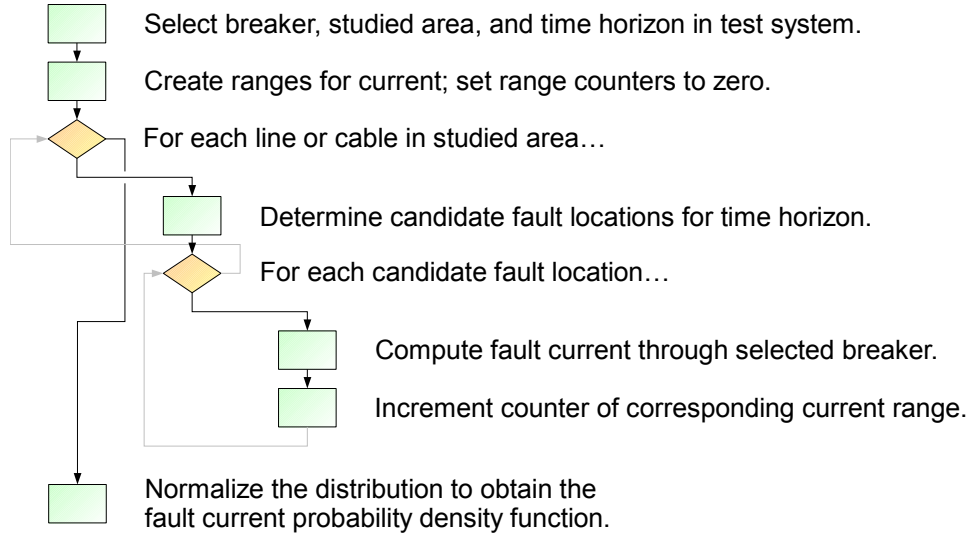 Select breaker, studied area, and time horizon in test system.
Create ranges for current; set range counters to zero.
For each line or cable in studied area…
Determine candidate fault locations for time horizon.
For each candidate fault location…
Compute fault current through selected breaker.
Increment counter of corresponding current range.
Normalize the distribution to obtain the
fault current probability density function.